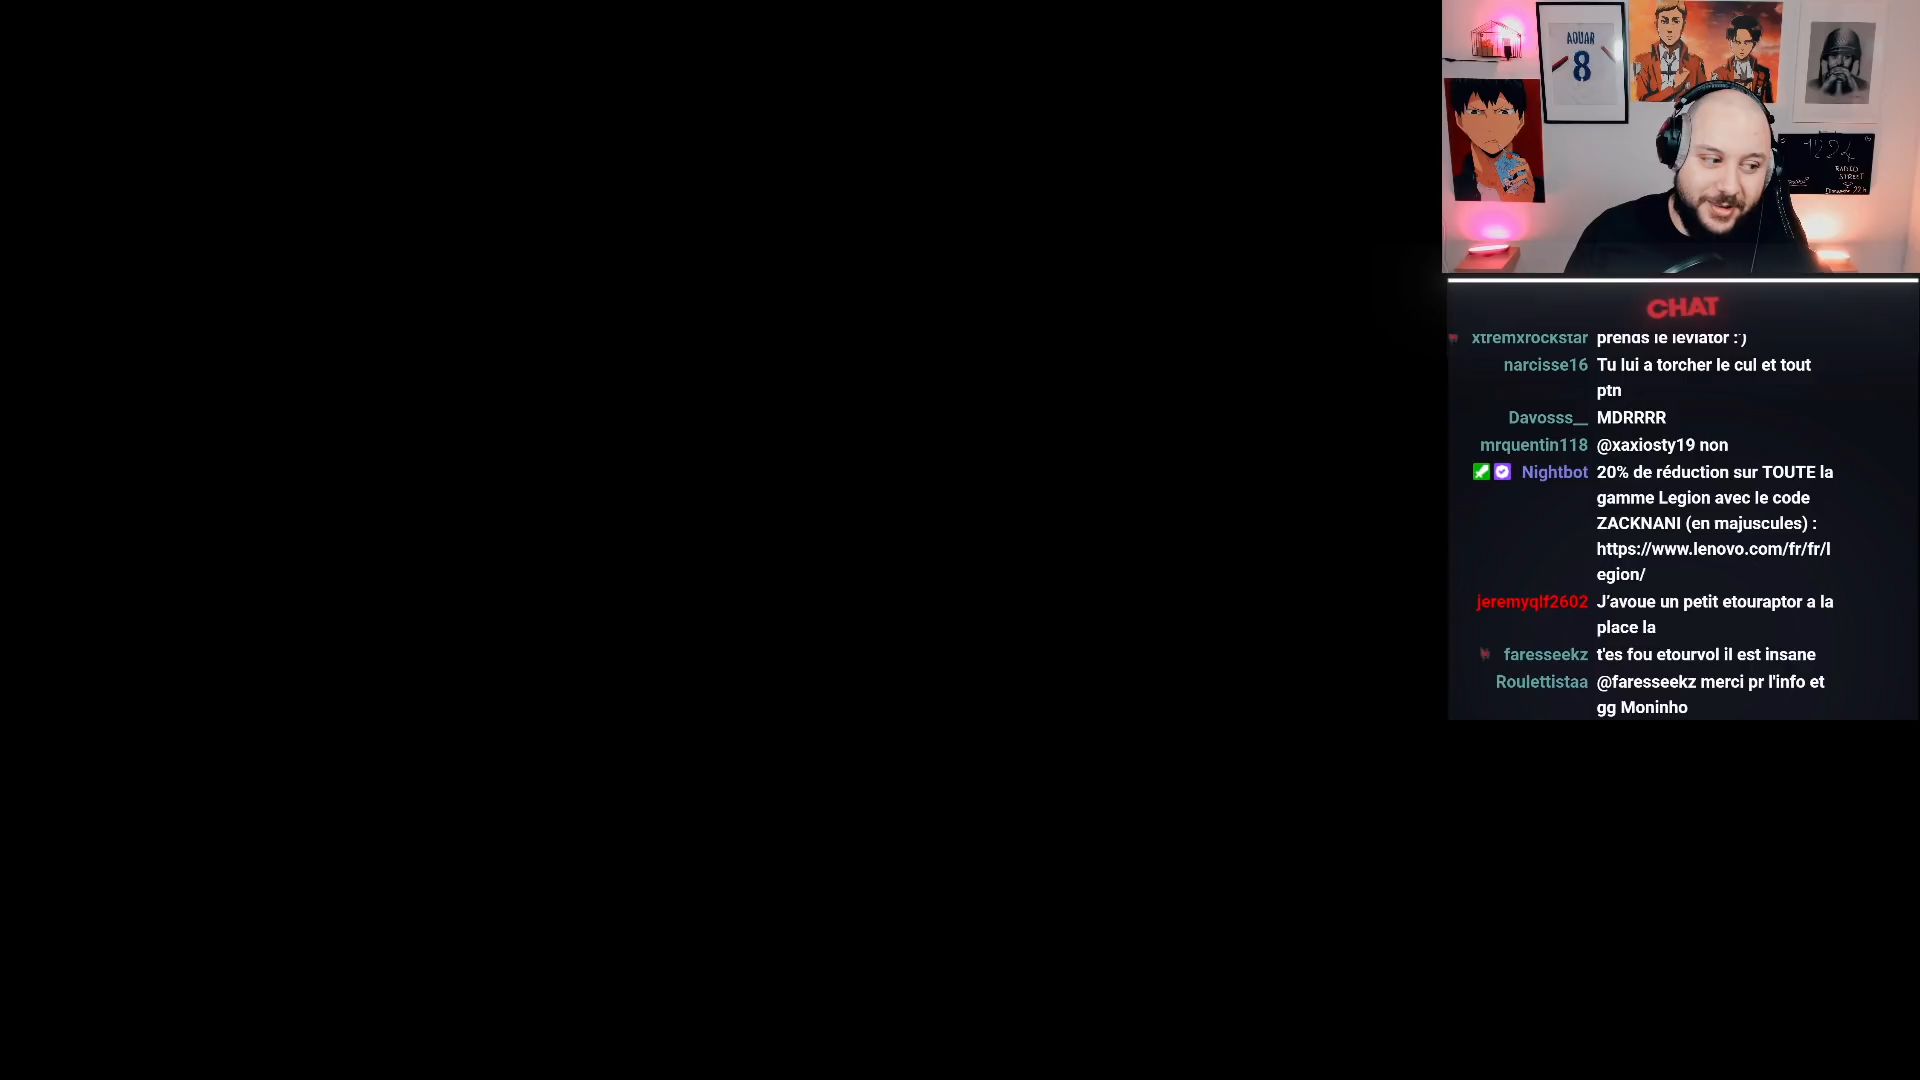 AOUAR
8
RADIO
STREET
CHAT
xtremxrockstar prends le leviator :')
narcisse16 Tu lui a torcher le cul et tout
ptn
Davosss__ MDRRRR
mrquentin118 @xaxiosty19 non
Nightbot 20% de réduction sur TOUTE la
gamme Legion avec le code
ZACKNANI (en majuscules) :
https://www.lenovo.com/fr/fr/l
egion/
jeremyqlf2602 J’avoue un petit etouraptor a la
place la
faresseekz t'es fou etourvol il est insane
Roulettistaa @faresseekz merci pr l'info et
gg Moninho